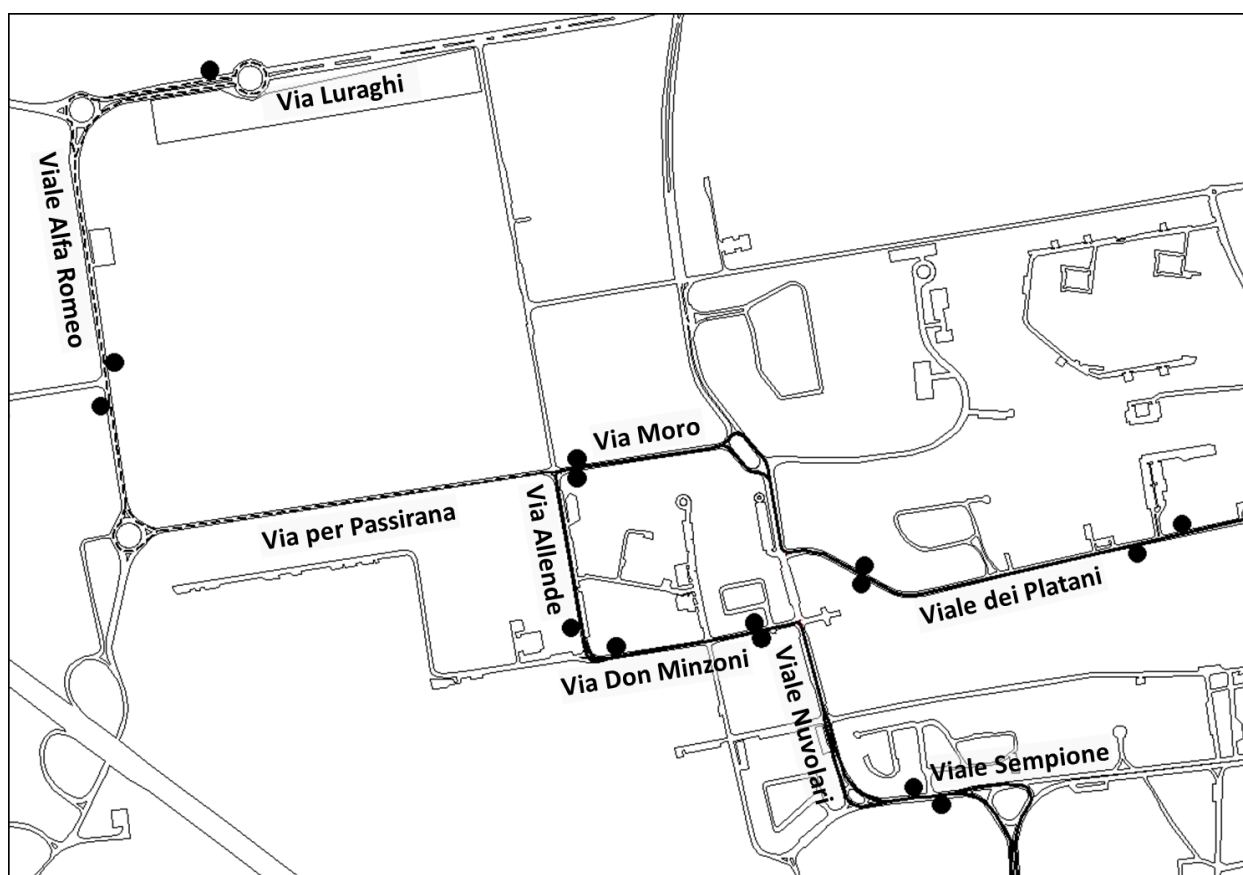 Via Luraghi
Viale Alfa Romeo
Via Moro
Via per Passirana
Via Allende
Viale dei Platani
Via Don Minzoni
Viale Nuvolari
Viale Sempione